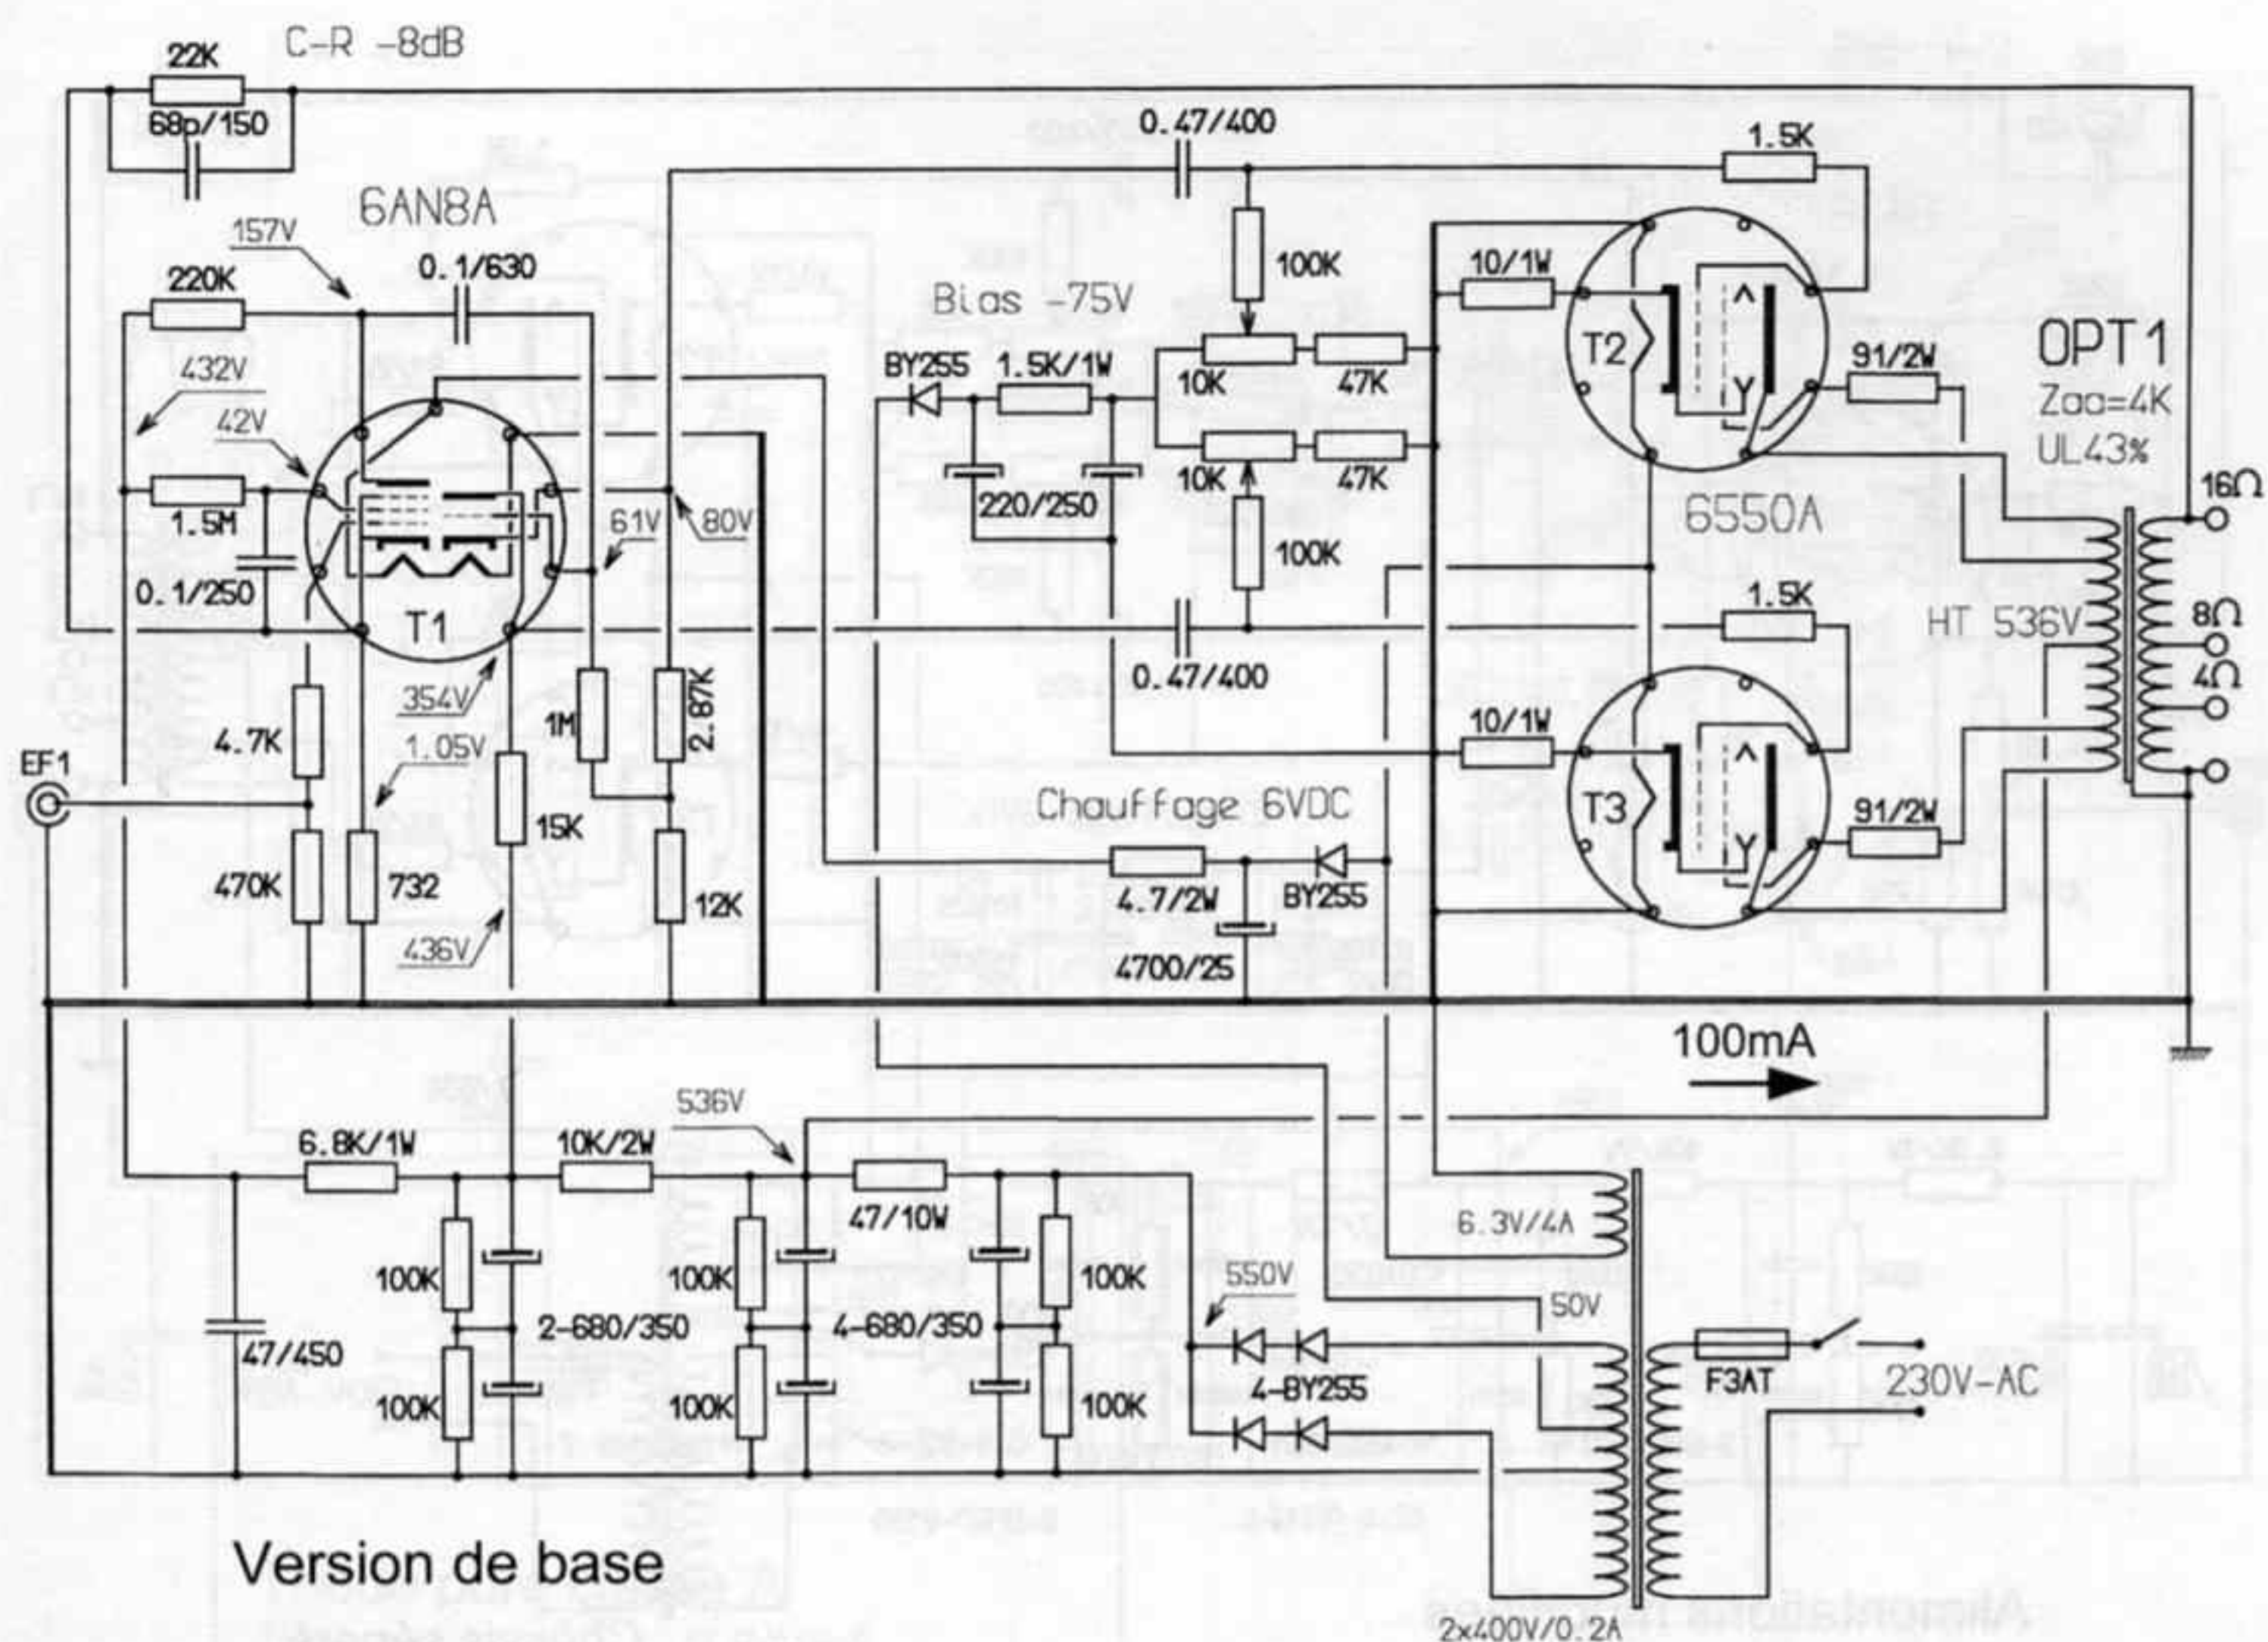 22K
C-R -8dB
68p/150
6AN8A
157V
220K
0.1/630
432V
42V
1.5M
0.1/250
T1
61V
80V
354V
4.7K
1.05V
1M
2.87K
EF1
15K
470K
732
12K
436V
0.47/400
1.5K
100K
Bias -75V
BY255
1.5K/1W
10K
47K
10K
47K
220/250
100K
0.47/400
10/1W
T2
91/2W
OPT1
Zaa=4K
UL43%
6550A
16Ω
8Ω
4Ω
1.5K
HT 536V
10/1W
T3
91/2W
Chauffage 6VDC
4.7/2W
BY255
4700/25
100mA
536V
6.8K/1W
10K/2W
47/10W
6.3V/4A
100K
100K
100K
550V
50V
2-680/350
4-680/350
47/450
100K
100K
100K
4-BY255
F3AT
230V-AC
Version de base
2x400V/0.2A